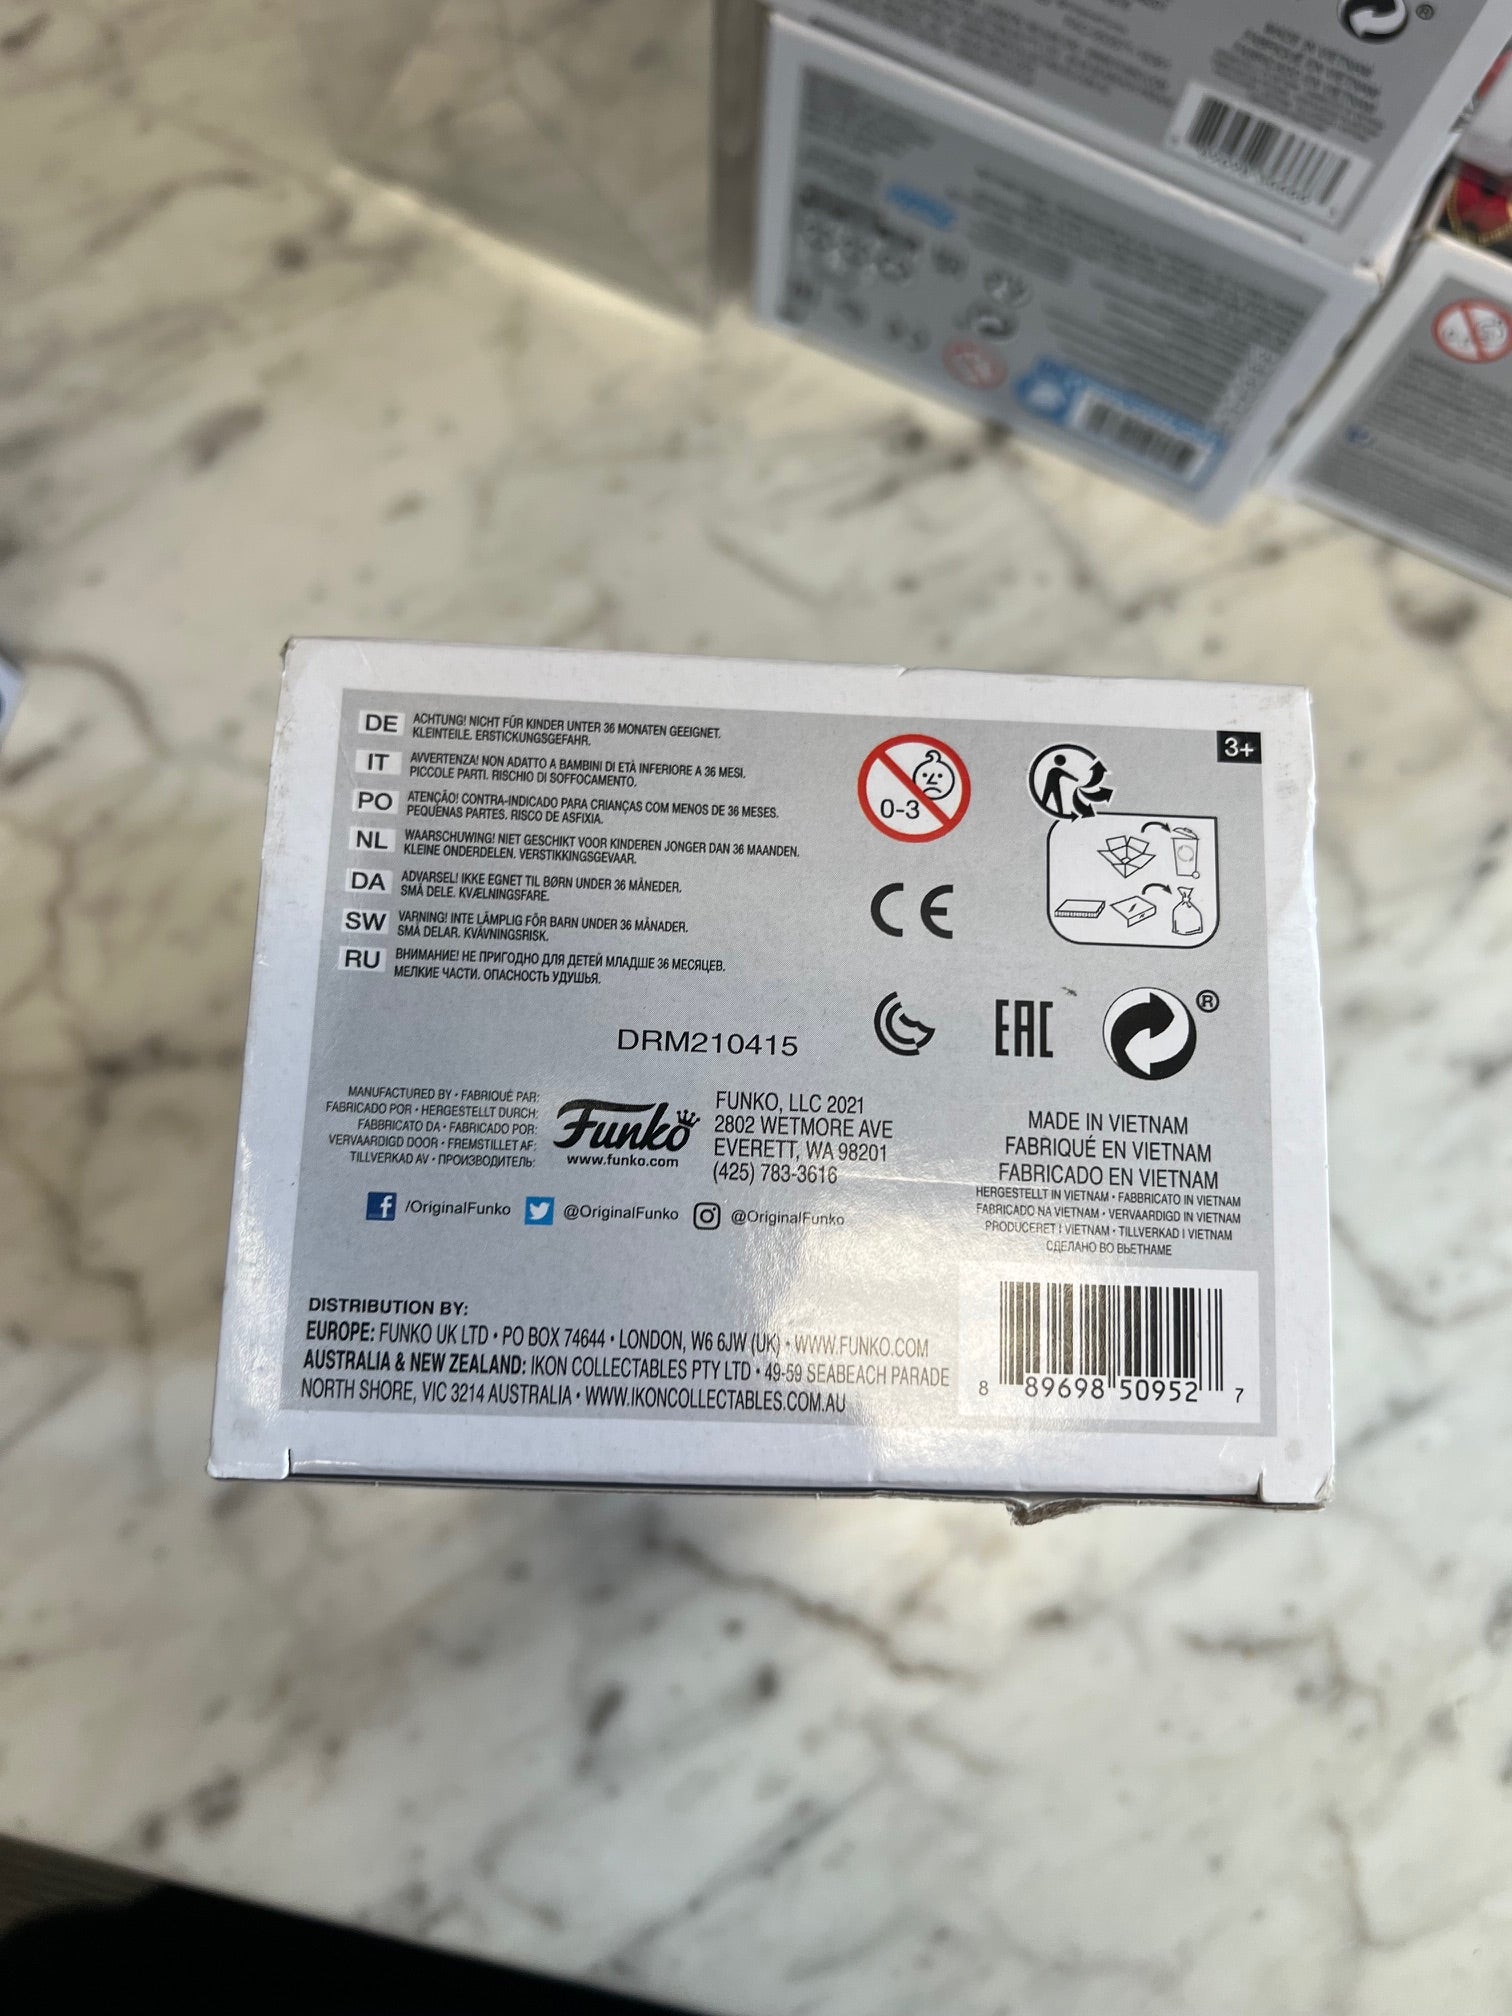 DE ACHTUNG! NICHT FÜR KINDER UNTER 36 MONATEN GEEIGNET.
KLEINTEILE. ERSTICKUNGSGEFAHR.
IT AVVERTENZA! NON ADATTO A BAMBINI DI ETÀ INFERIORE A 36 MESI.
PICCOLE PARTI. RISCHIO DI SOFFOCAMENTO.
PO ATENÇÃO! CONTRA-INDICADO PARA CRIANÇAS COM MENOS DE 36 MESES.
PEQUENAS PARTES. RISCO DE ASFIXIA.
NL WAARSCHUWING! NIET GESCHIKT VOOR KINDEREN JONGER DAN 36 MAANDEN.
KLEINE ONDERDELEN. VERSTIKKINGSGEVAAR.
DA ADVARSEL! IKKE EGNET TIL BØRN UNDER 36 MÅNEDER.
SMÅ DELE. KVÆLNINGSFARE.
SW VARNING! INTE LÄMPLIG FÖR BARN UNDER 36 MÅNADER.
SMÅ DELAR. KVÄVNINGSRISK.
RU ВНИМАНИЕ! НЕ ПРИГОДНО ДЛЯ ДЕТЕЙ МЛАДШЕ 36 МЕСЯЦЕВ.
МЕЛКИЕ ЧАСТИ. ОПАСНОСТЬ УДУШЬЯ.
0-3
3+
CE
EAC
®
DRM210415
MANUFACTURED BY • FABRIQUÉ PAR:
FABRICADO POR • HERGESTELLT DURCH:
FABBRICATO DA • FABRICADO POR:
VERVAARDIGD DOOR • FREMSTILLET AF:
TILLVERKAD AV • ПРОИЗВОДИТЕЛЬ:
Funko
www.funko.com
FUNKO, LLC 2021
2802 WETMORE AVE
EVERETT, WA 98201
(425) 783-3616
MADE IN VIETNAM
FABRIQUÉ EN VIETNAM
FABRICADO EN VIETNAM
HERGESTELLT IN VIETNAM • FABBRICATO IN VIETNAM
FABRICADO NA VIETNAM • VERVAARDIGD IN VIETNAM
PRODUCERET I VIETNAM • TILLVERKAD I VIETNAM
СДЕЛАНО ВО ВЬЕТНАМЕ
f /OriginalFunko @OriginalFunko @OriginalFunko
DISTRIBUTION BY:
EUROPE: FUNKO UK LTD • PO BOX 74644 • LONDON, W6 6JW (UK) • WWW.FUNKO.COM
AUSTRALIA & NEW ZEALAND: IKON COLLECTABLES PTY LTD • 49-59 SEABEACH PARADE
NORTH SHORE, VIC 3214 AUSTRALIA • WWW.IKONCOLLECTABLES.COM.AU
8 89698 50952 7